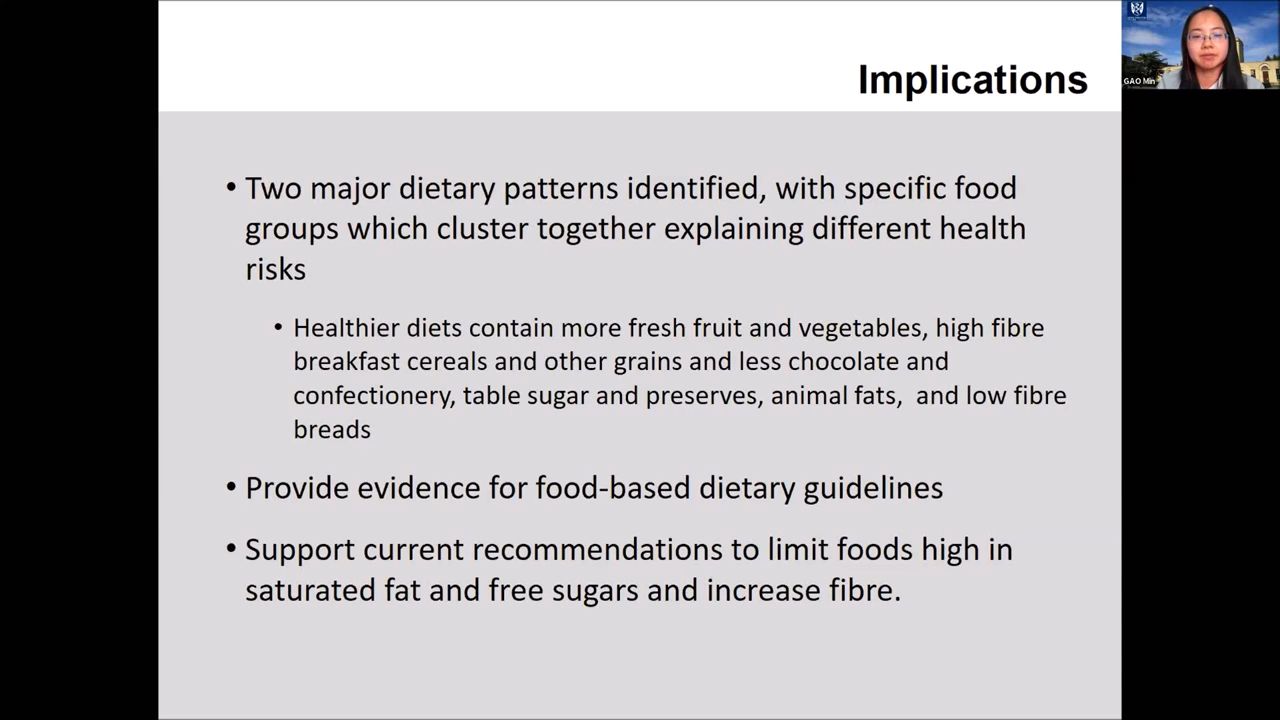 Implications
GAO Min
• Two major dietary patterns identified, with specific food
groups which cluster together explaining different health
risks
• Healthier diets contain more fresh fruit and vegetables, high fibre
breakfast cereals and other grains and less chocolate and
confectionery, table sugar and preserves, animal fats,  and low fibre
breads
• Provide evidence for food-based dietary guidelines
• Support current recommendations to limit foods high in
saturated fat and free sugars and increase fibre.